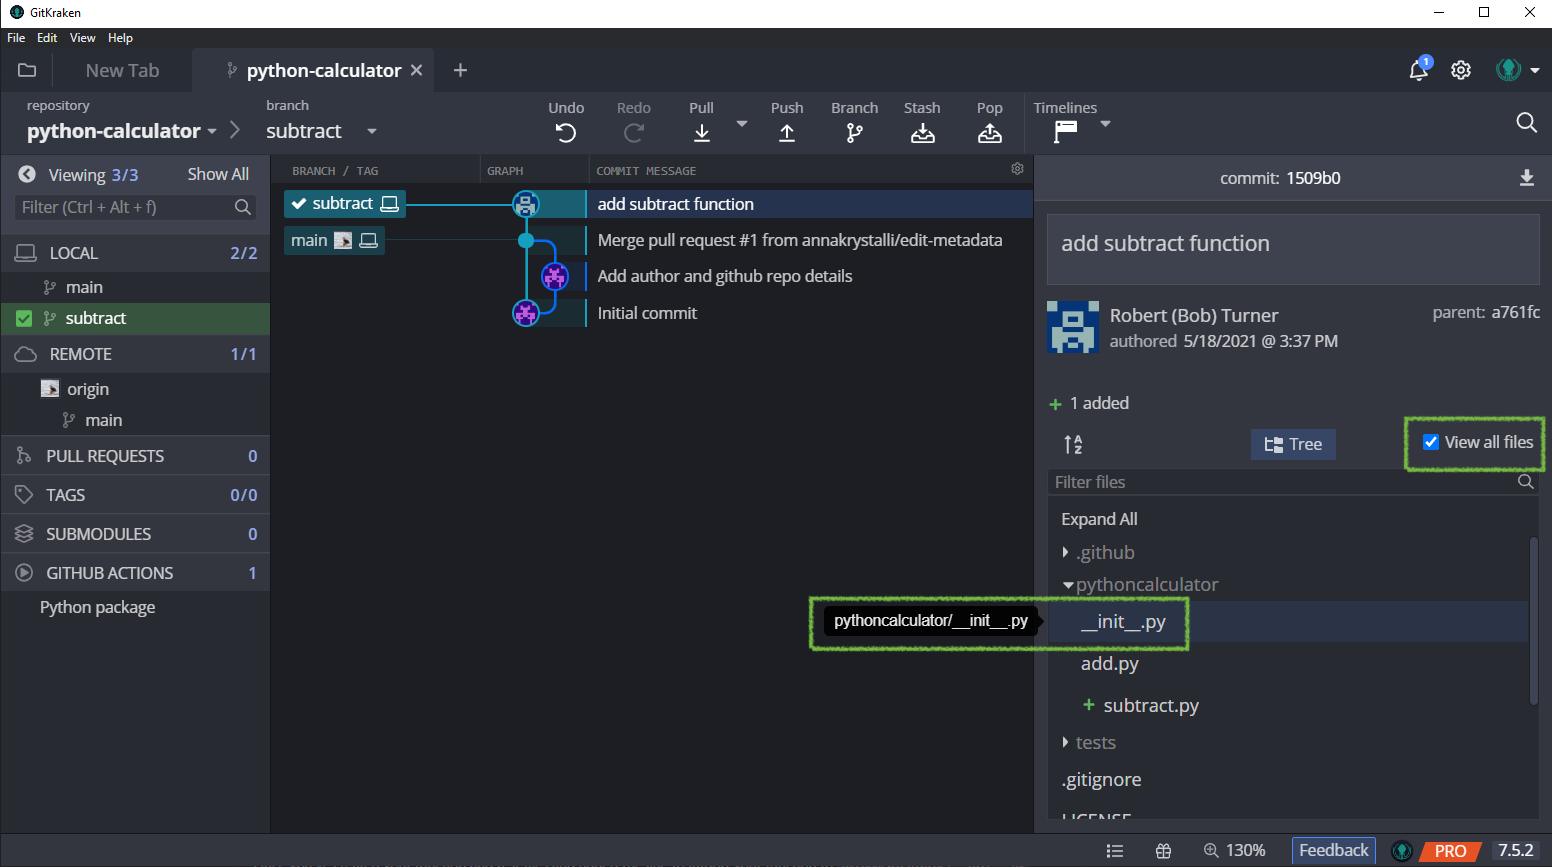 GitKraken
File Edit View Help
New Tab python-calculator
1
repository
python-calculator
branch
subtract
Undo Redo Pull Push Branch Stash Pop Timelines
Viewing 3/3 Show All
Filter (Ctrl + Alt + f)
LOCAL 2/2
main
subtract
REMOTE 1/1
origin
main
PULL REQUESTS 0
TAGS 0/0
SUBMODULES 0
GITHUB ACTIONS 1
Python package
BRANCH / TAG GRAPH COMMIT MESSAGE
subtract add subtract function
main Merge pull request #1 from annakrystalli/edit-metadata
Add author and github repo details
Initial commit
commit: 1509b0
add subtract function
Robert (Bob) Turner
authored 5/18/2021 @ 3:37 PM
parent: a761fc
+ 1 added
A Z Tree View all files
Filter files
Expand All
.github
pythoncalculator
pythoncalculator/__init__.py
__init__.py
add.py
+ subtract.py
tests
.gitignore
LICENSE
130% Feedback PRO 7.5.2